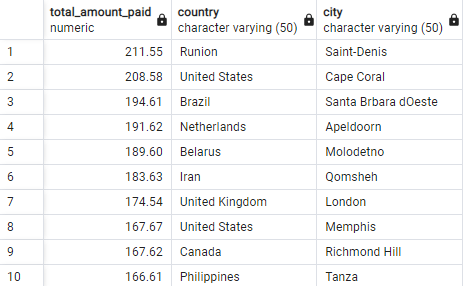 total_amount_paid country city
numeric character varying (50) character varying (50)
1 211.55 Runion Saint-Denis
2 208.58 United States Cape Coral
3 194.61 Brazil Santa Brbara dOeste
4 191.62 Netherlands Apeldoorn
5 189.60 Belarus Molodetno
6 183.63 Iran Qomsheh
7 174.54 United Kingdom London
8 167.67 United States Memphis
9 167.62 Canada Richmond Hill
10 166.61 Philippines Tanza